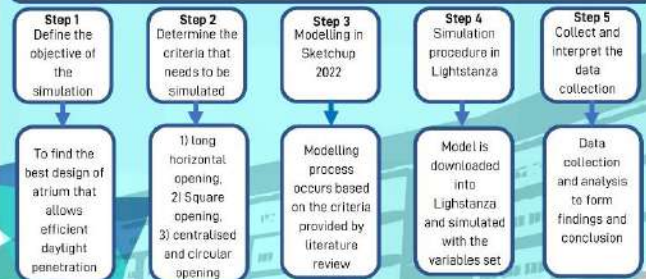 Step 1
Define the
objective of
the
simulation
Step 2
Determine the
criteria that
needs to be
simulated
Step 3
Modelling in
Sketchup
2022
Step 4
Simulation
procedure in
Lightstanza
Step 5
Collect and
interpret the
data
collection
To find the
best design of
atrium that
allows
efficient
daylight
penetration
1) long
horizontal
opening,
2) Square
opening,
3) centralised
and circular
opening
Modelling
process
occurs based
on the criteria
provided by
literature
review
Model is
downloaded
into
Lighstanza
and simulated
with the
variables set
Data
collection
and analysis
to form
findings and
conclusion